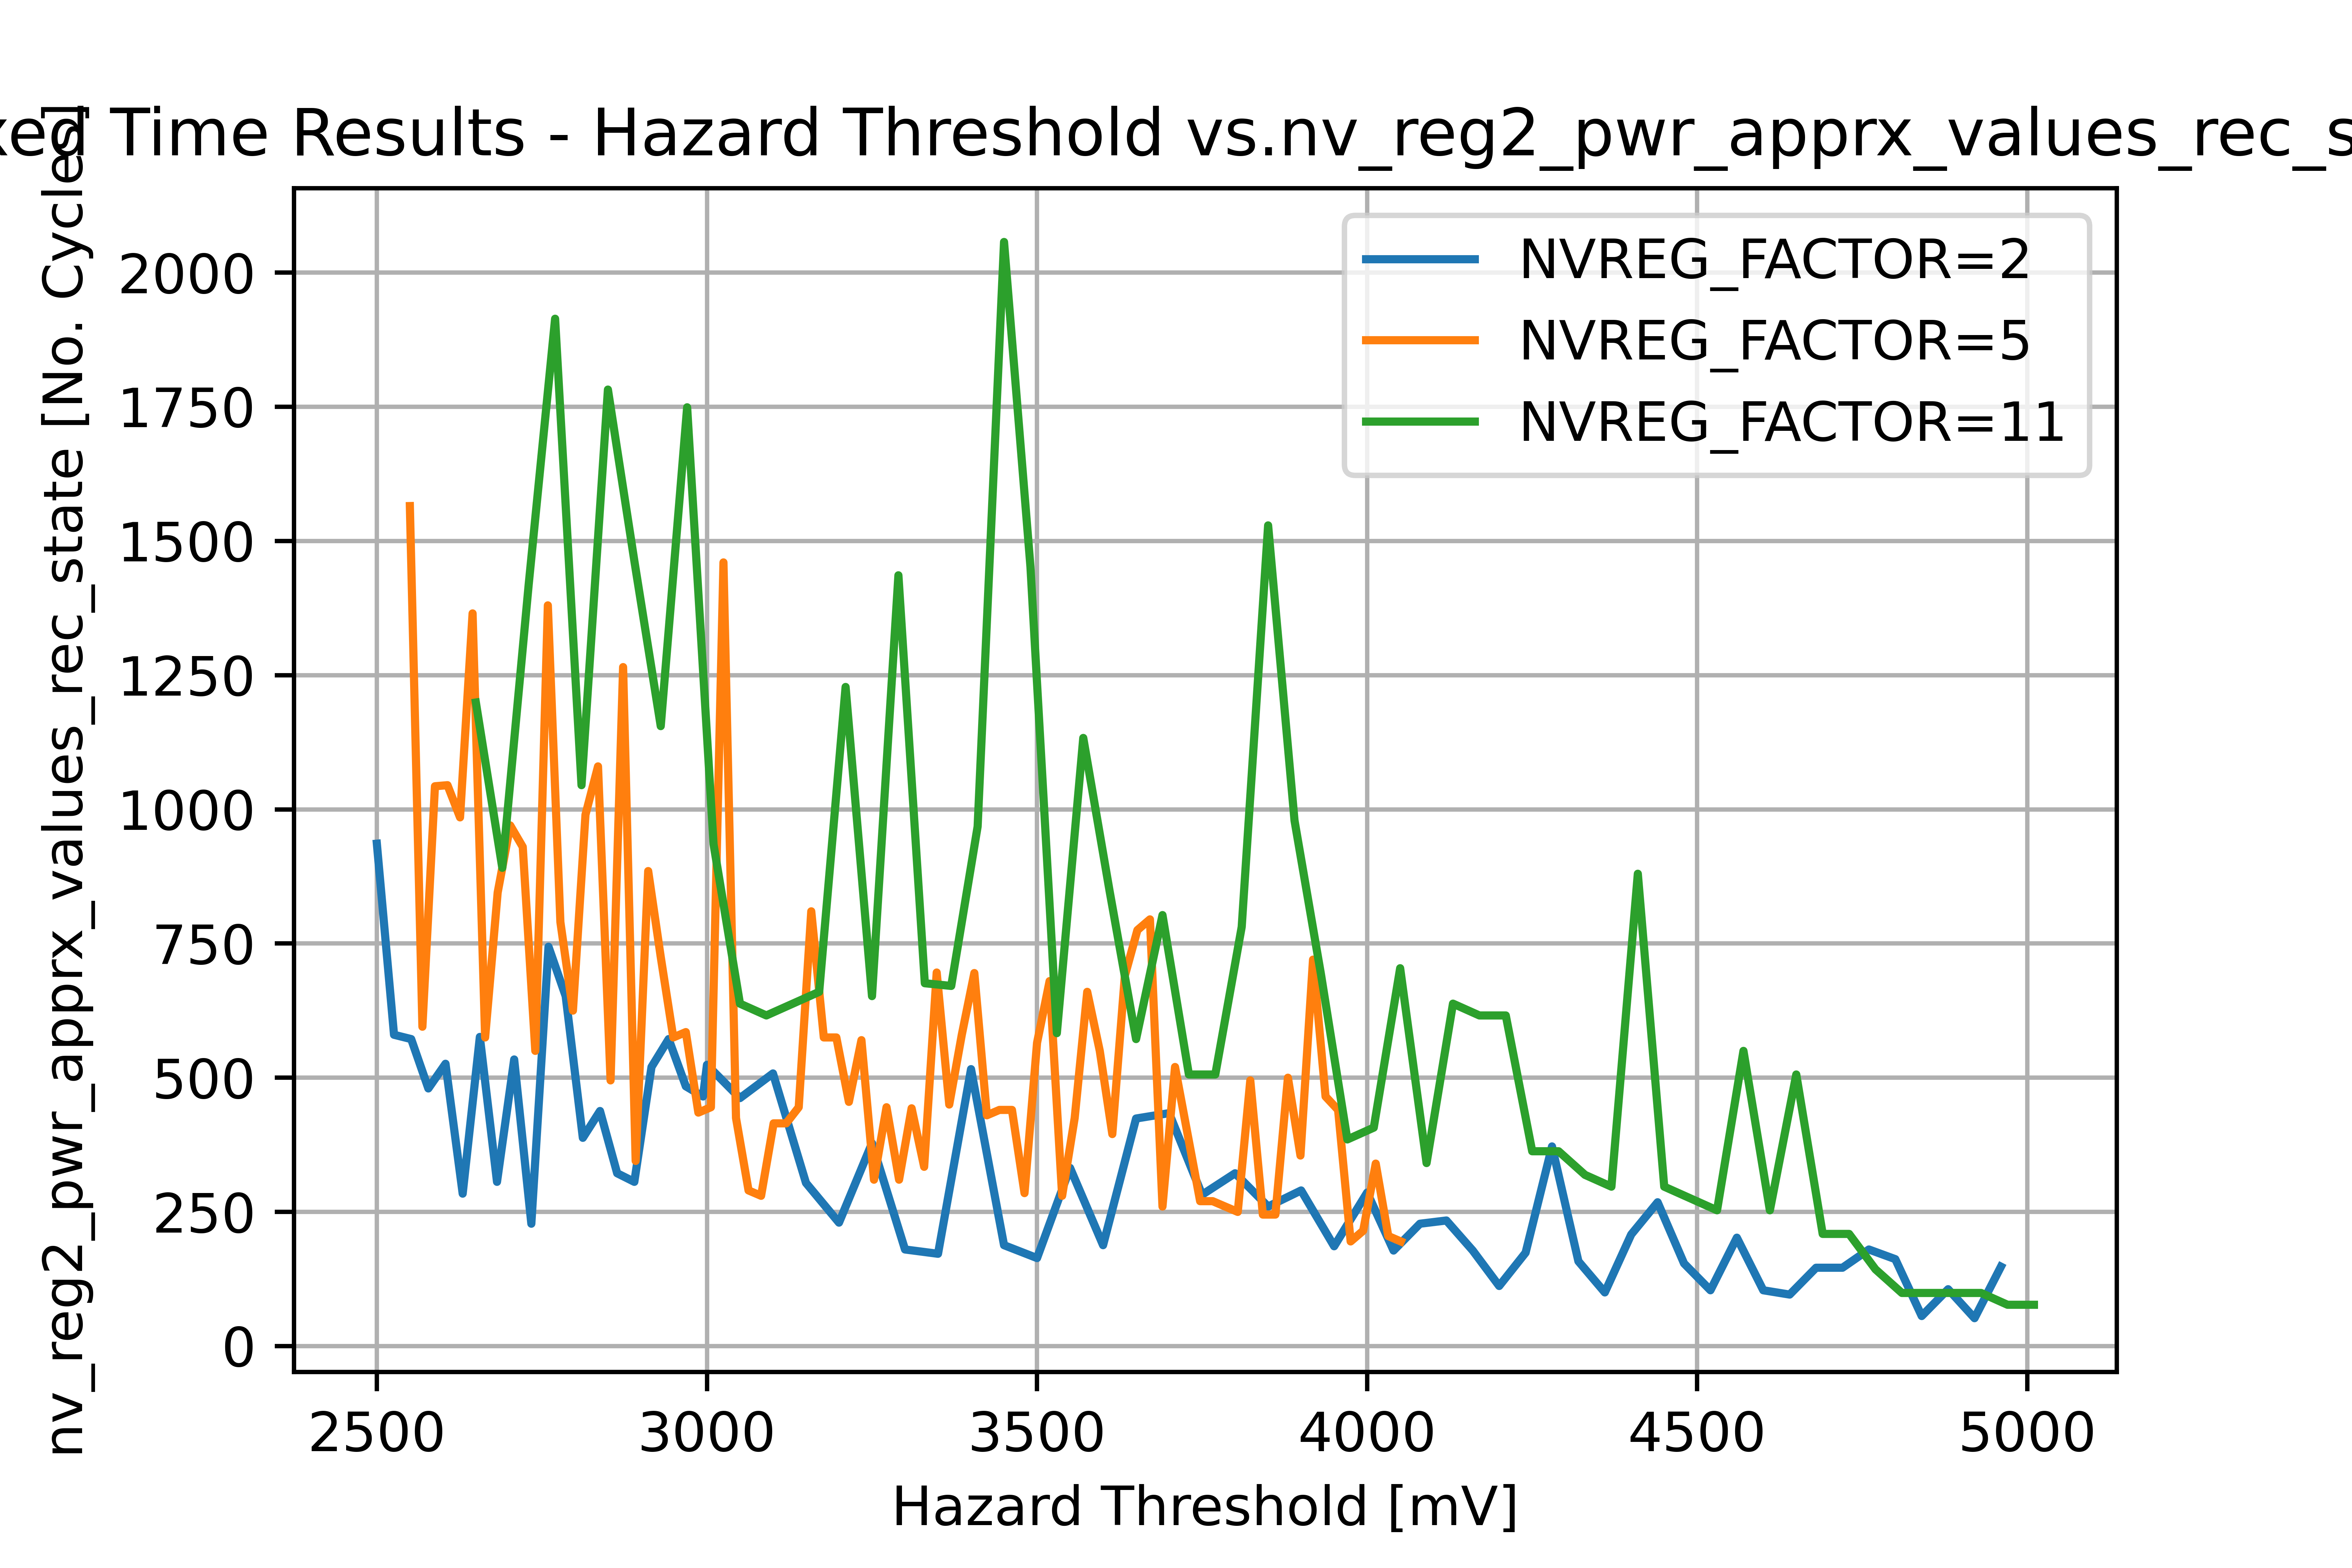 Time Results - Hazard Threshold vs.nv_reg2_pwr_apprx_values_rec_s
nv_reg2_pwr_apprx_values_rec_state [No. Cycles]
2000
1750
1500
1250
1000
750
500
250
0
NVREG_FACTOR=2
NVREG_FACTOR=5
NVREG_FACTOR=11
2500 3000 3500 4000 4500 5000
Hazard Threshold [mV]